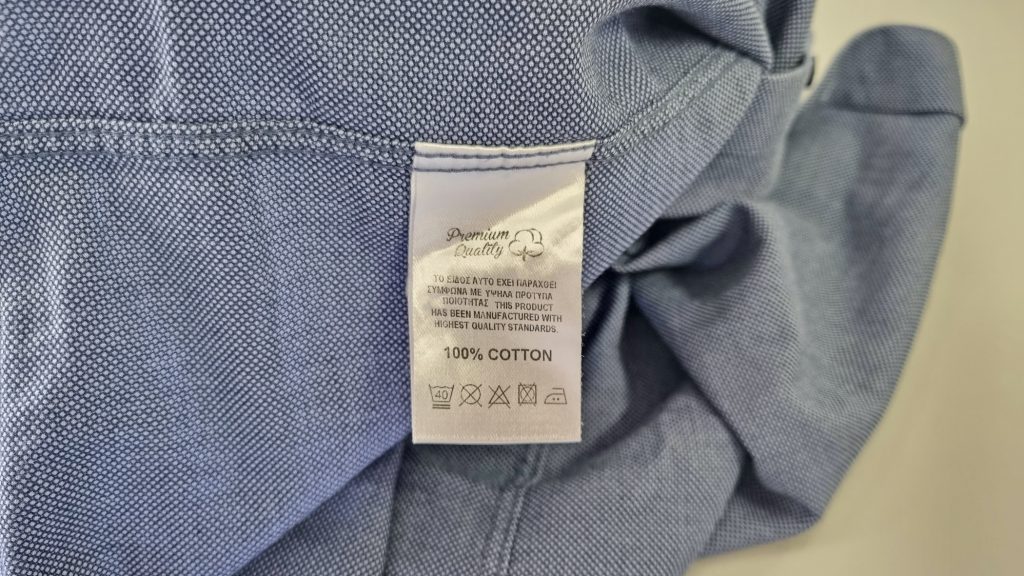 Premium
Quality
ΤΟ ΕΙΔΟΣ ΑΥΤΟ ΕΧΕΙ ΠΑΡΑΧΘΕΙ
ΣΥΜΦΩΝΑ ΜΕ ΥΨΗΛΑ ΠΡΟΤΥΠΑ
ΠΟΙΟΤΗΤΑΣ THIS PRODUCT
HAS BEEN MANUFACTURED WITH
HIGHEST QUALITY STANDARDS.
100% COTTON
40